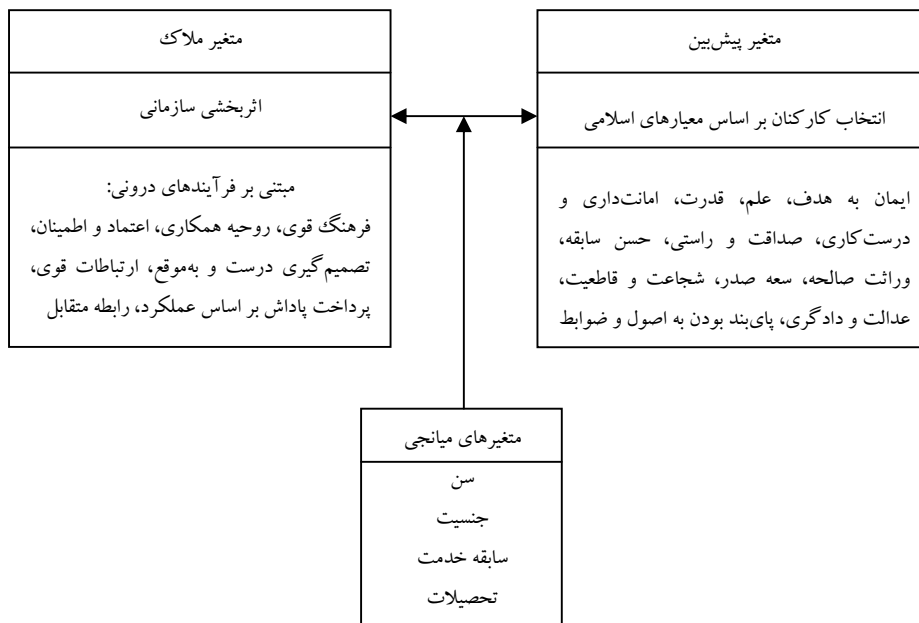 متغیر پیش‌بین
انتخاب کارکنان بر اساس معیارهای اسلامی
ایمان به هدف، علم، قدرت، امانت‌داری و
درست‌کاری، صداقت و راستی، حسن سابقه،
وراثت صالحه، سعه صدر، شجاعت و قاطعیت،
عدالت و دادگری، پای‌بند بودن به اصول و ضوابط
متغیر ملاک
اثربخشی سازمانی
مبتنی بر فرآیندهای درونی:
فرهنگ قوی، روحیه همکاری، اعتماد و اطمینان،
تصمیم‌گیری درست و به‌موقع، ارتباطات قوی،
پرداخت پاداش بر اساس عملکرد، رابطه متقابل
متغیرهای میانجی
سن
جنسیت
سابقه خدمت
تحصیلات